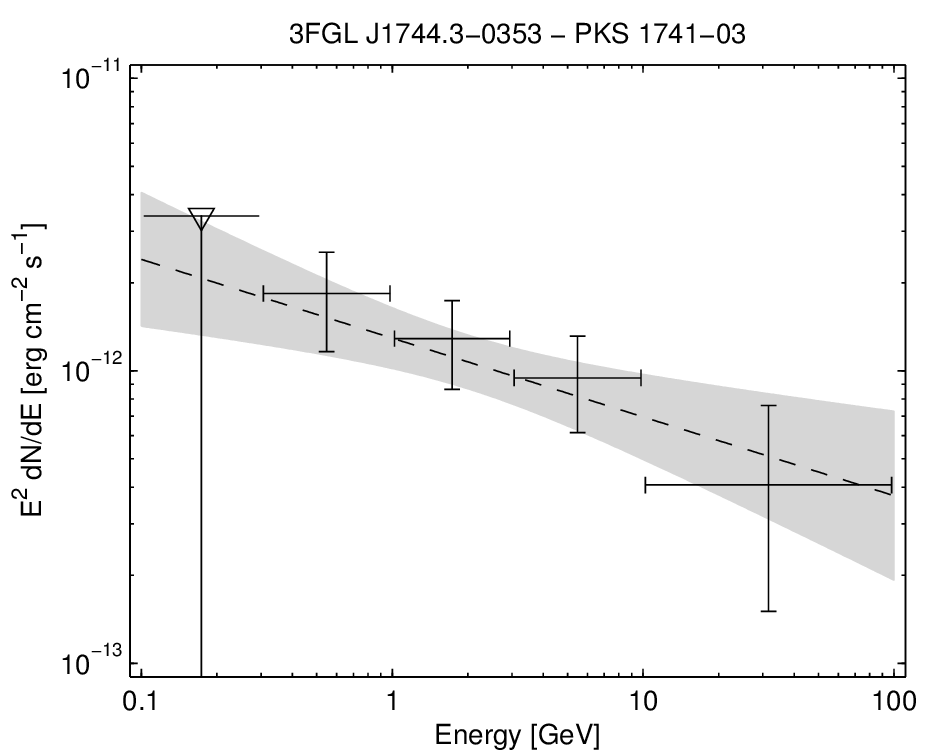 3FGL J1744.3−0353 − PKS 1741−03
10⁻¹¹
10⁻¹²
10⁻¹³
E² dN/dE [erg cm⁻² s⁻¹]
0.1 1 10 100
Energy [GeV]